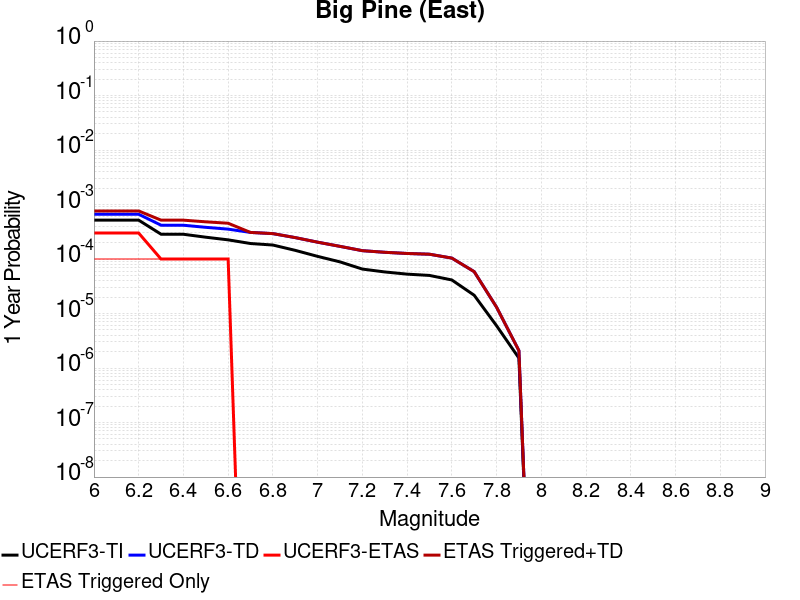 Big Pine (East)
10^0
10^-1
10^-2
10^-3
10^-4
10^-5
10^-6
10^-7
10^-8
1 Year Probability
6 6.2 6.4 6.6 6.8 7 7.2 7.4 7.6 7.8 8 8.2 8.4 8.6 8.8 9
Magnitude
UCERF3-TI UCERF3-TD UCERF3-ETAS ETAS Triggered+TD
ETAS Triggered Only